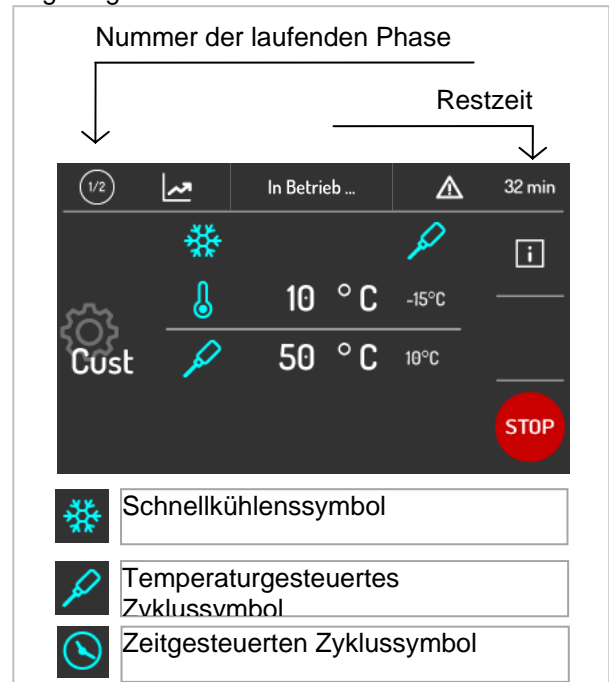 Nummer der laufenden Phase
Restzeit
1/2 In Betrieb ... 32 min
i
10 °C -15°C
Cust 50 °C 10°C
STOP
Schnellkühlenssymbol
Temperaturgesteuertes
Zyklussymbol
Zeitgesteuerten Zyklussymbol